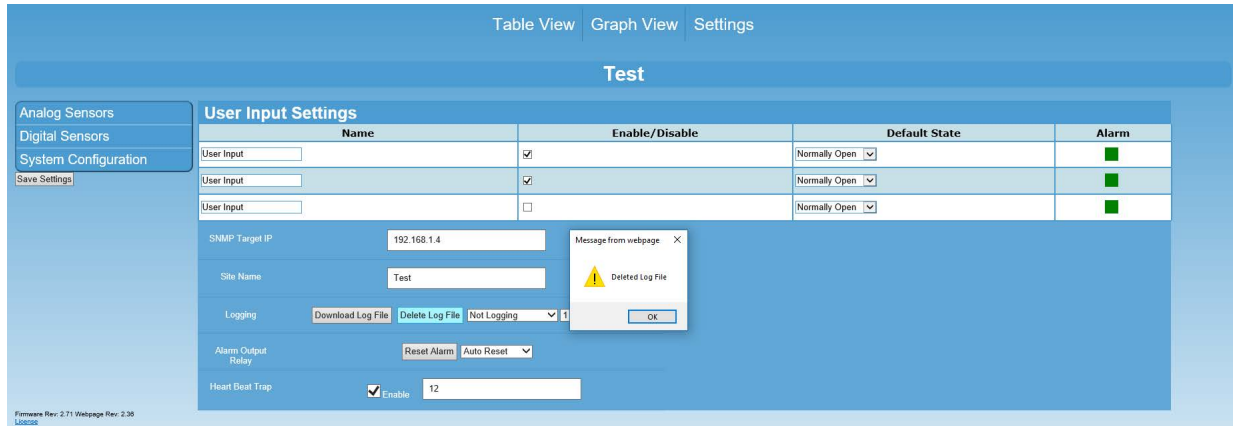 Table View Graph View Settings
Test
Analog Sensors
Digital Sensors
System Configuration
Save Settings
User Input Settings
Name Enable/Disable Default State Alarm
User Input Normally Open
User Input Normally Open
User Input Normally Open
SNMP Target IP 192.168.1.4
Site Name Test
Logging Download Log File Delete Log File Not Logging 1
Alarm Output
Relay
Reset Alarm Auto Reset
Heart Beat Trap Enable 12
Message from webpage
Deleted Log File
OK
Firmware Rev: 2.71 Webpage Rev: 2.36
License